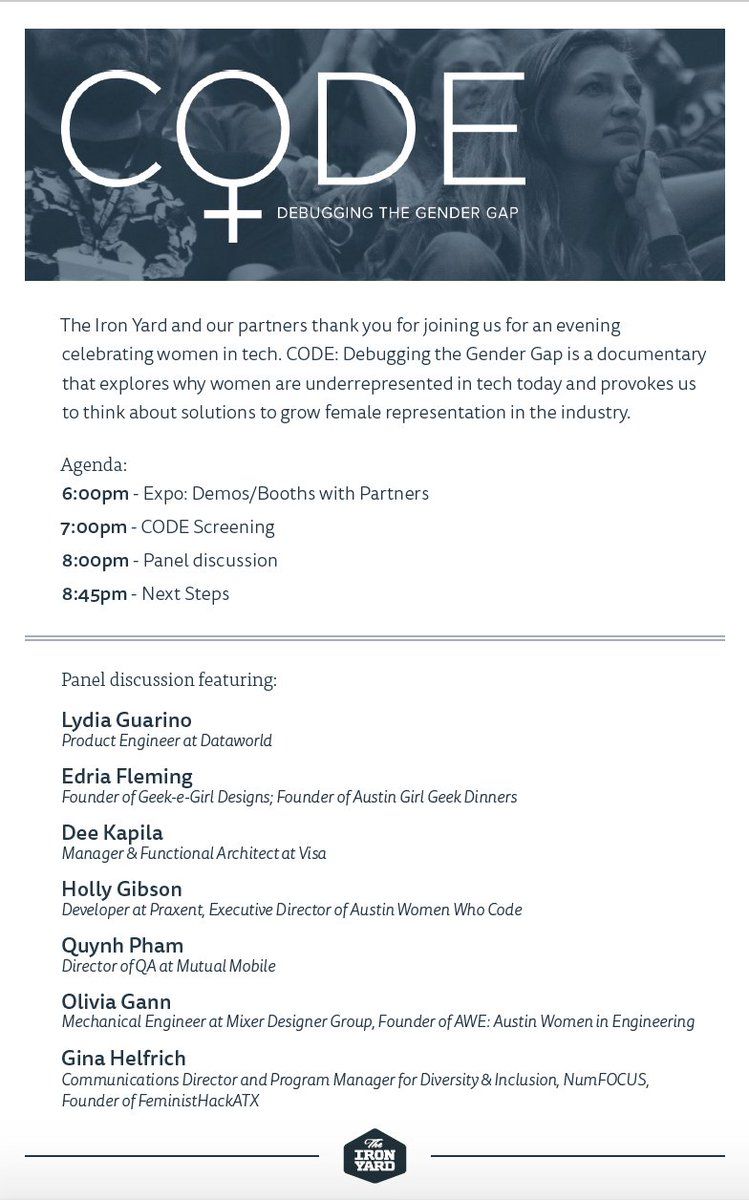 CODE
DEBUGGING THE GENDER GAP
The Iron Yard and our partners thank you for joining us for an evening
celebrating women in tech. CODE: Debugging the Gender Gap is a documentary
that explores why women are underrepresented in tech today and provokes us
to think about solutions to grow female representation in the industry.
Agenda:
6:00pm - Expo: Demos/Booths with Partners
7:00pm - CODE Screening
8:00pm - Panel discussion
8:45pm - Next Steps
Panel discussion featuring:
Lydia Guarino
Product Engineer at Dataworld
Edria Fleming
Founder of Geek-e-Girl Designs; Founder of Austin Girl Geek Dinners
Dee Kapila
Manager & Functional Architect at Visa
Holly Gibson
Developer at Praxent, Executive Director of Austin Women Who Code
Quynh Pham
Director of QA at Mutual Mobile
Olivia Gann
Mechanical Engineer at Mixer Designer Group, Founder of AWE: Austin Women in Engineering
Gina Helfrich
Communications Director and Program Manager for Diversity & Inclusion, NumFOCUS,
Founder of FeministHackATX
The
IRON
YARD